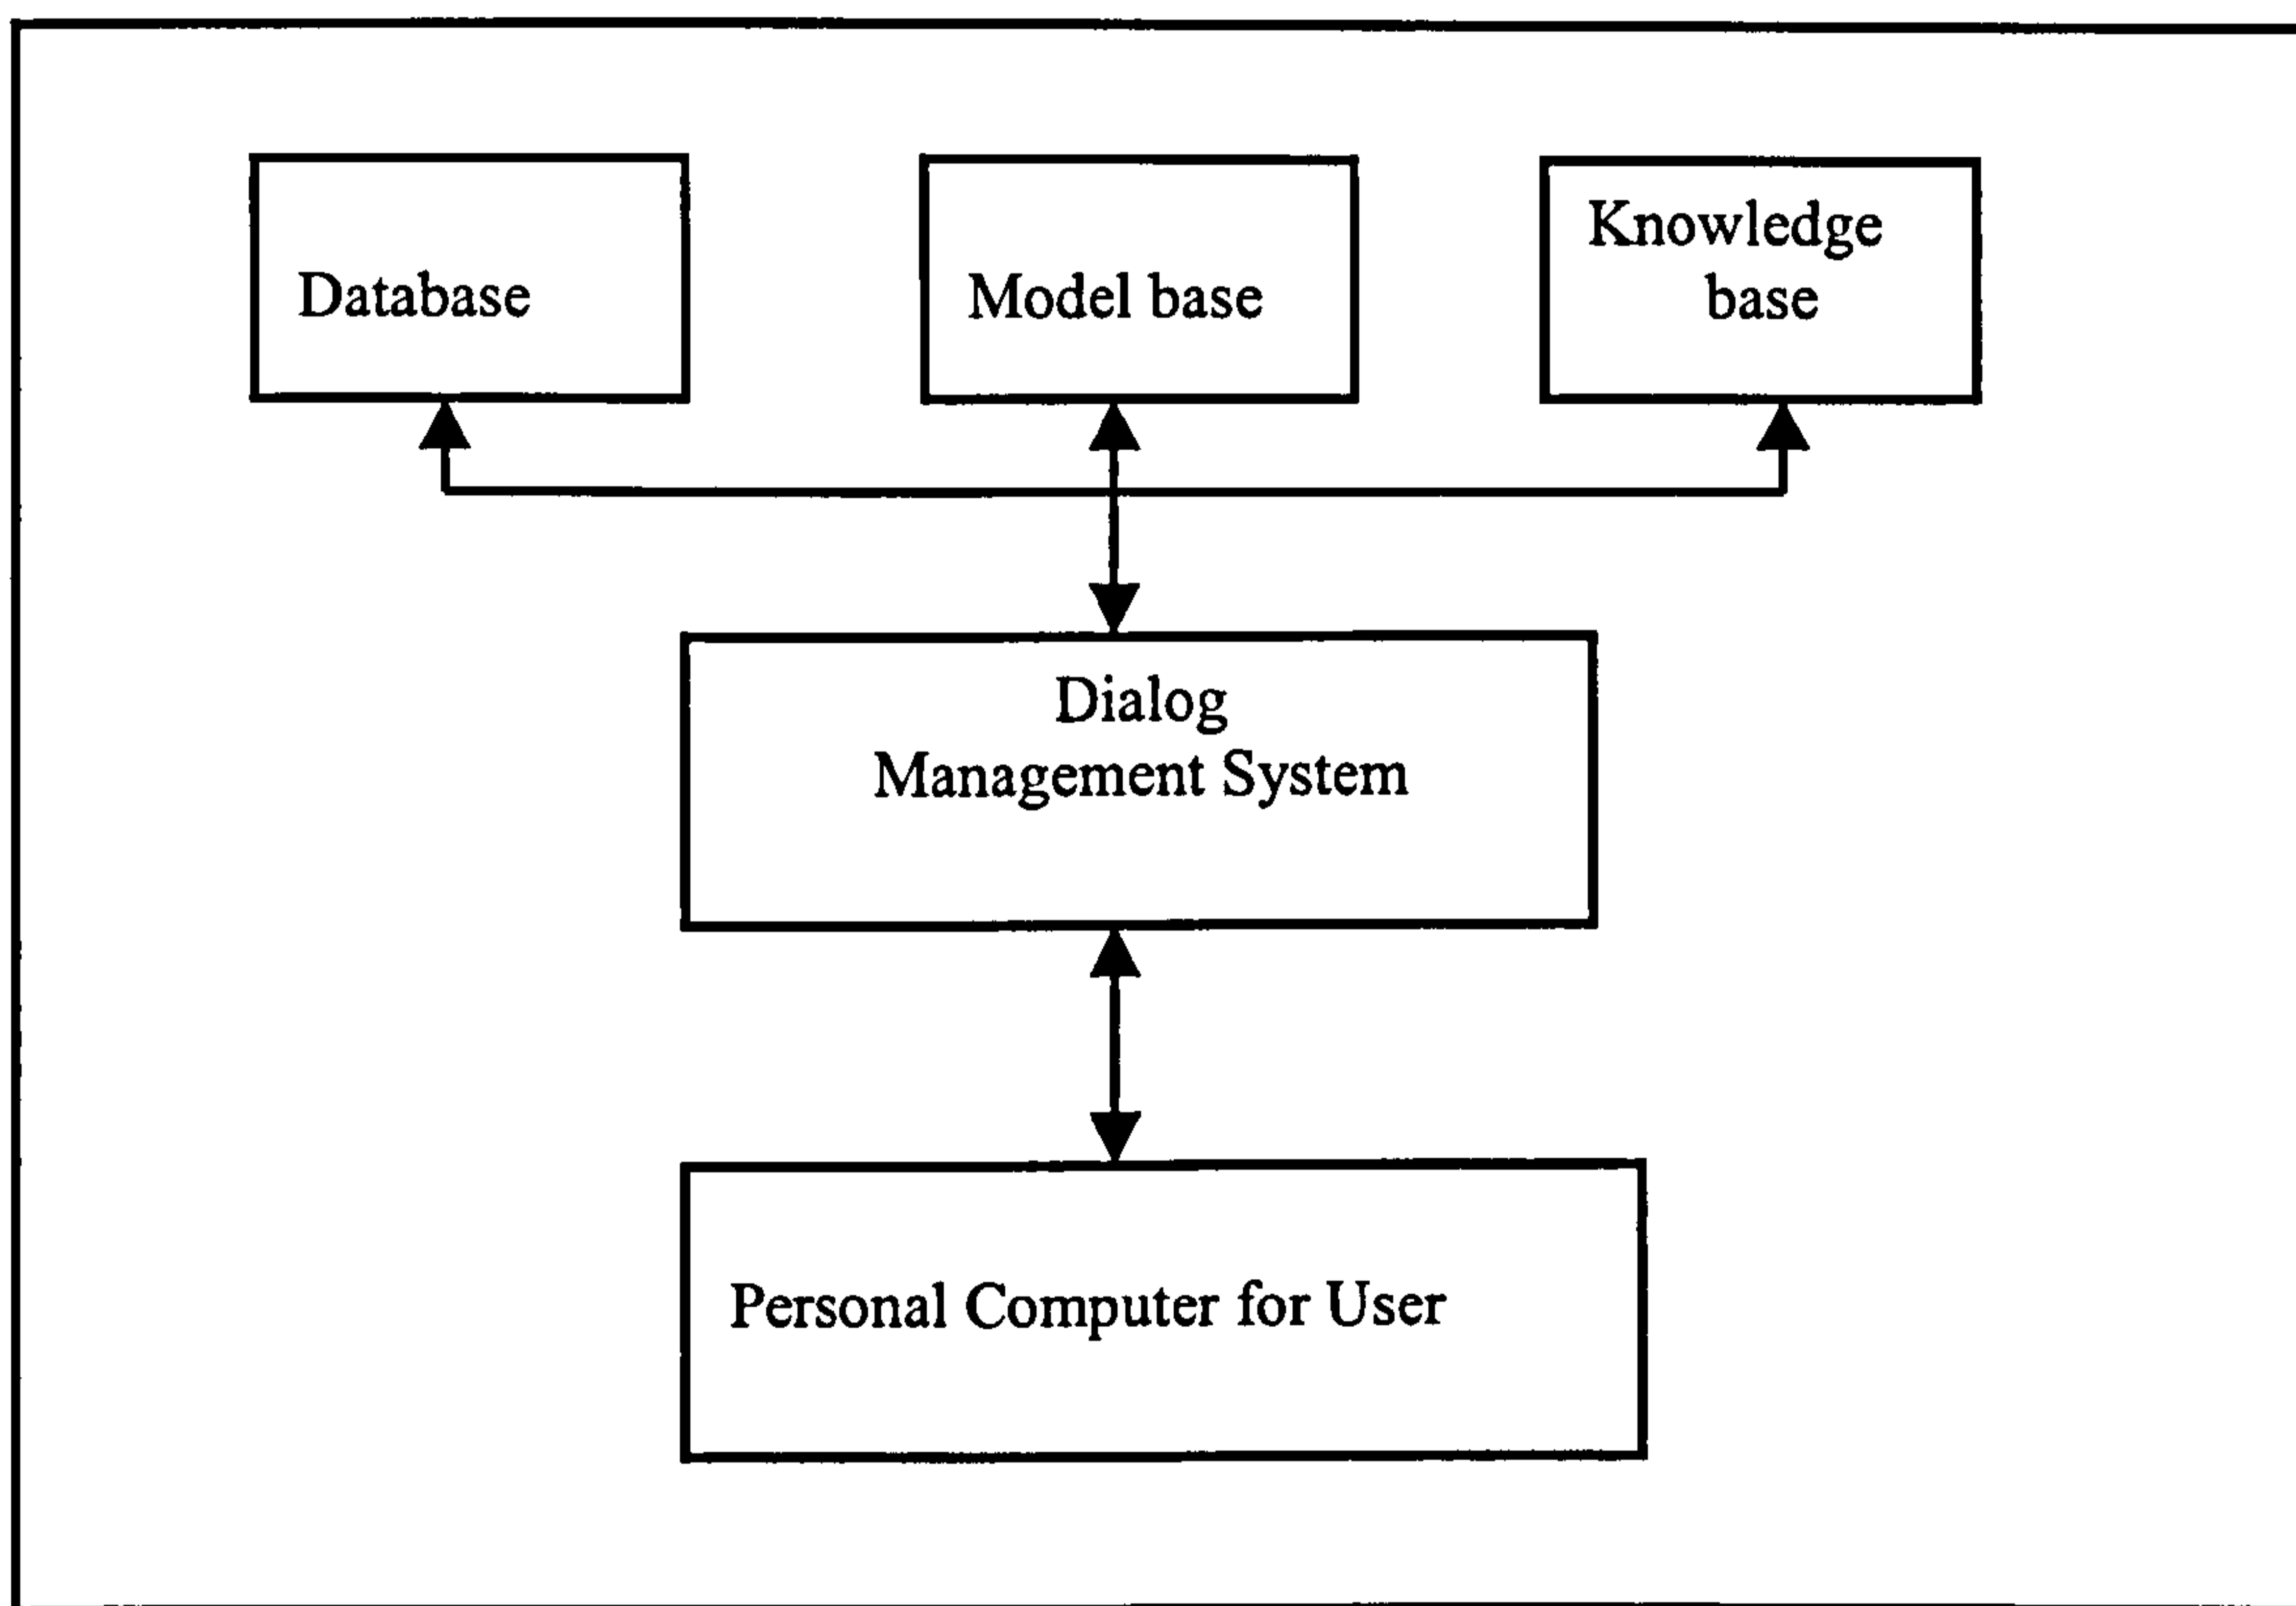 Database
Model base
Knowledge
base
Dialog
Management System
Personal Computer for User